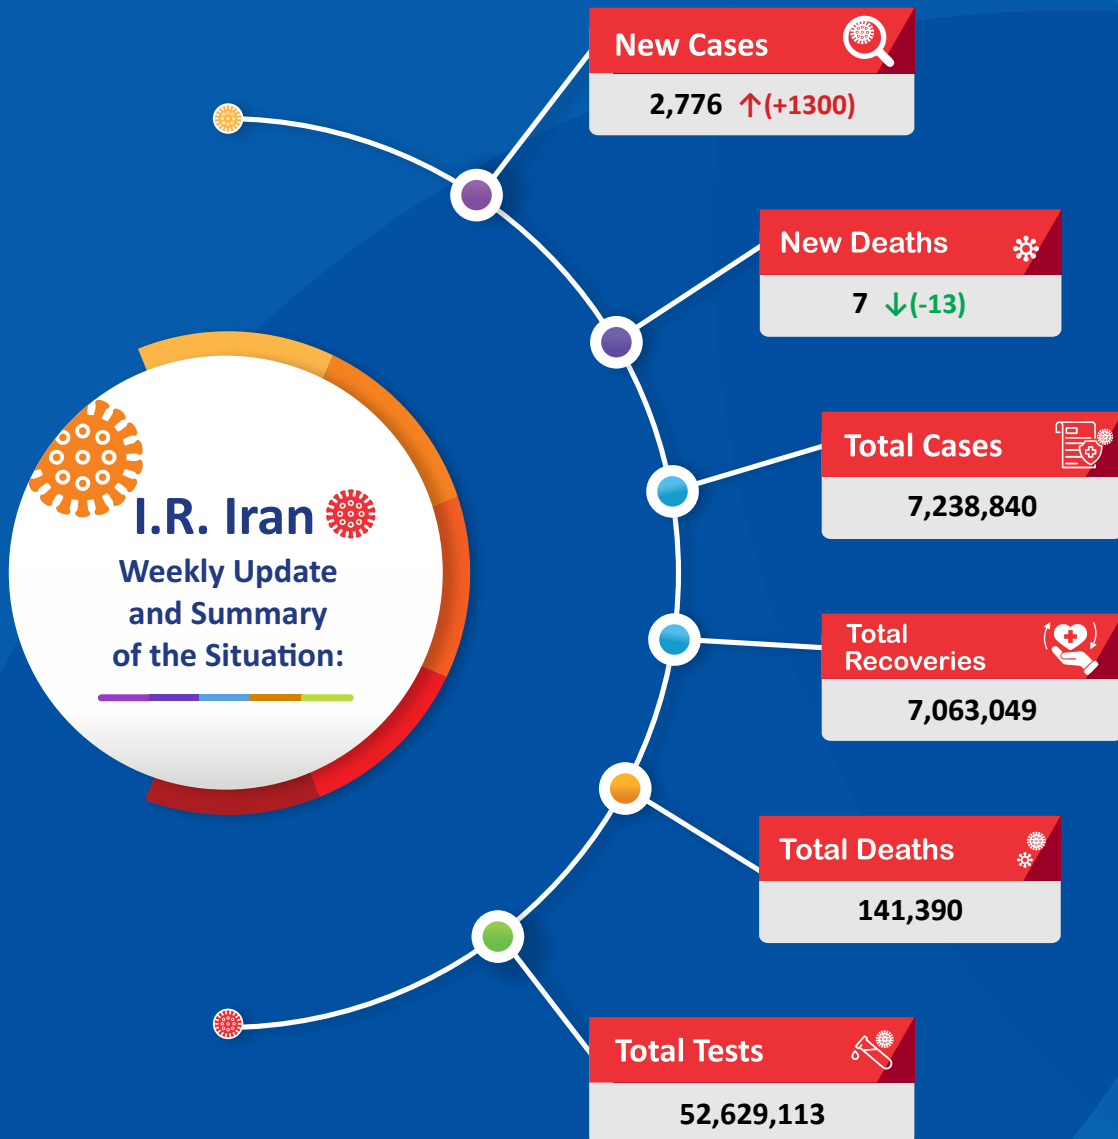 New Cases
2,776 ↑(+1300)
New Deaths
7 ↓(-13)
I.R. Iran
Weekly Update
and Summary
of the Situation:
Total Cases
7,238,840
Total
Recoveries
7,063,049
Total Deaths
141,390
Total Tests
52,629,113